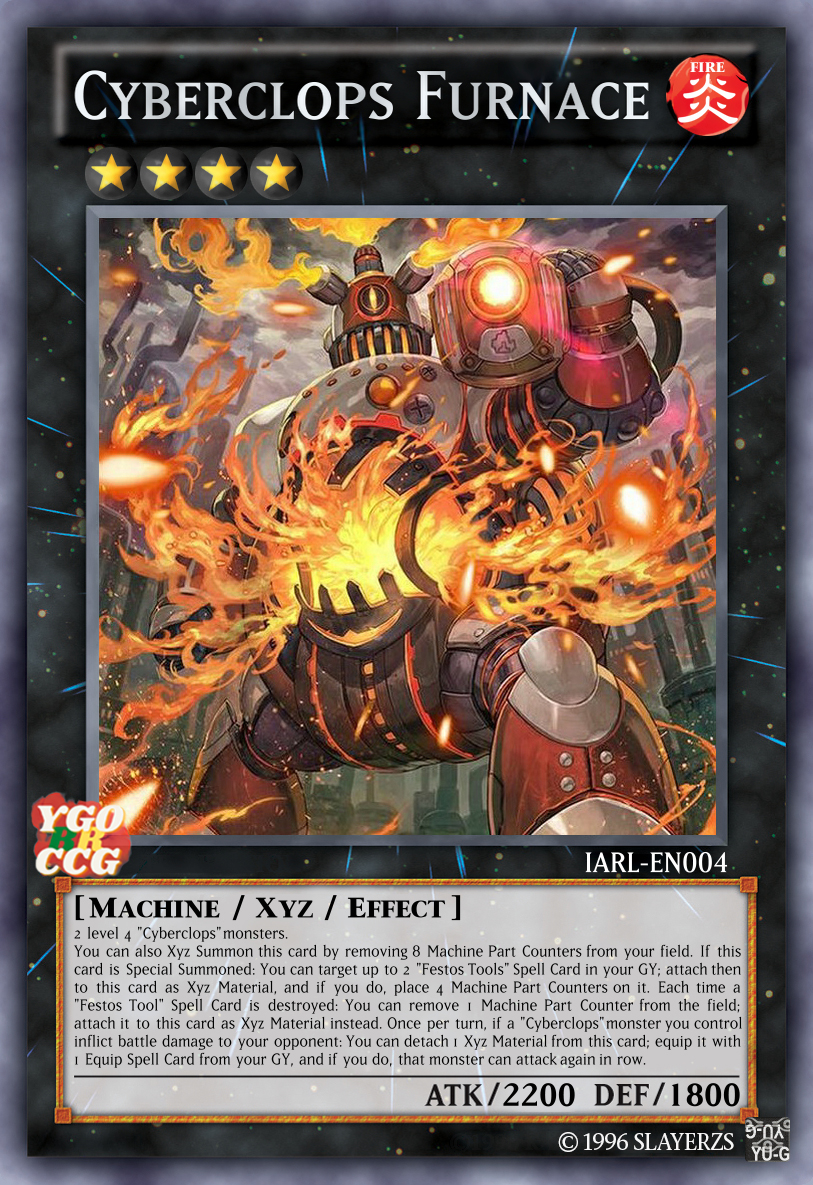 CYBERCLOPS FURNACE
FIRE
炎
YGO
BR
CCG
IARL-EN004
[ MACHINE / XYZ / EFFECT ]
2 level 4 "Cyberclops" monsters.
You can also Xyz Summon this card by removing 8 Machine Part Counters from your field. If this
card is Special Summoned: You can target up to 2 "Festos Tools" Spell Card in your GY; attach then
to this card as Xyz Material, and if you do, place 4 Machine Part Counters on it. Each time a
"Festos Tool" Spell Card is destroyed: You can remove 1 Machine Part Counter from the field;
attach it to this card as Xyz Material instead. Once per turn, if a "Cyberclops" monster you control
inflict battle damage to your opponent: You can detach 1 Xyz Material from this card; equip it with
1 Equip Spell Card from your GY, and if you do, that monster can attack again in row.
ATK/2200 DEF/1800
© 1996 SLAYERZS
YU-G
YU-G